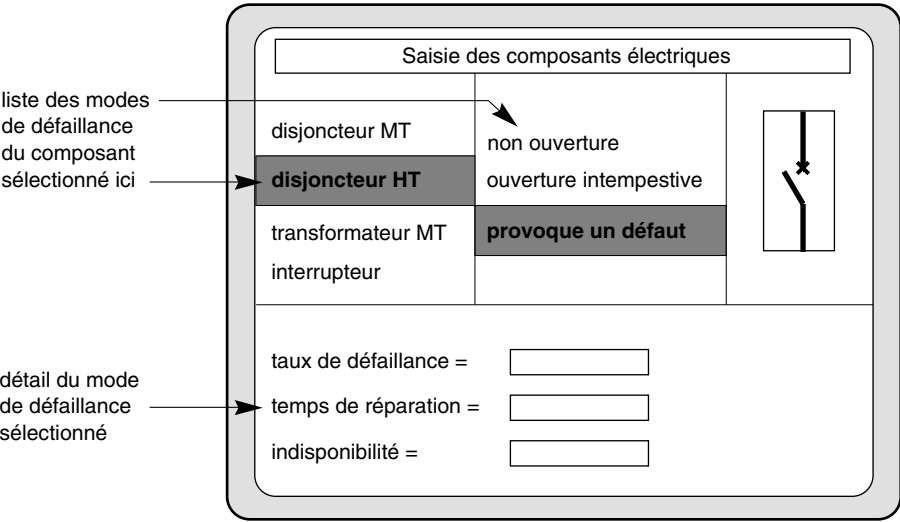 Saisie des composants électriques
liste des modes
de défaillance
du composant
sélectionné ici
disjoncteur MT
disjoncteur HT
transformateur MT
interrupteur
non ouverture
ouverture intempestive
provoque un défaut
détail du mode
de défaillance
sélectionné
taux de défaillance =
temps de réparation =
indisponibilité =